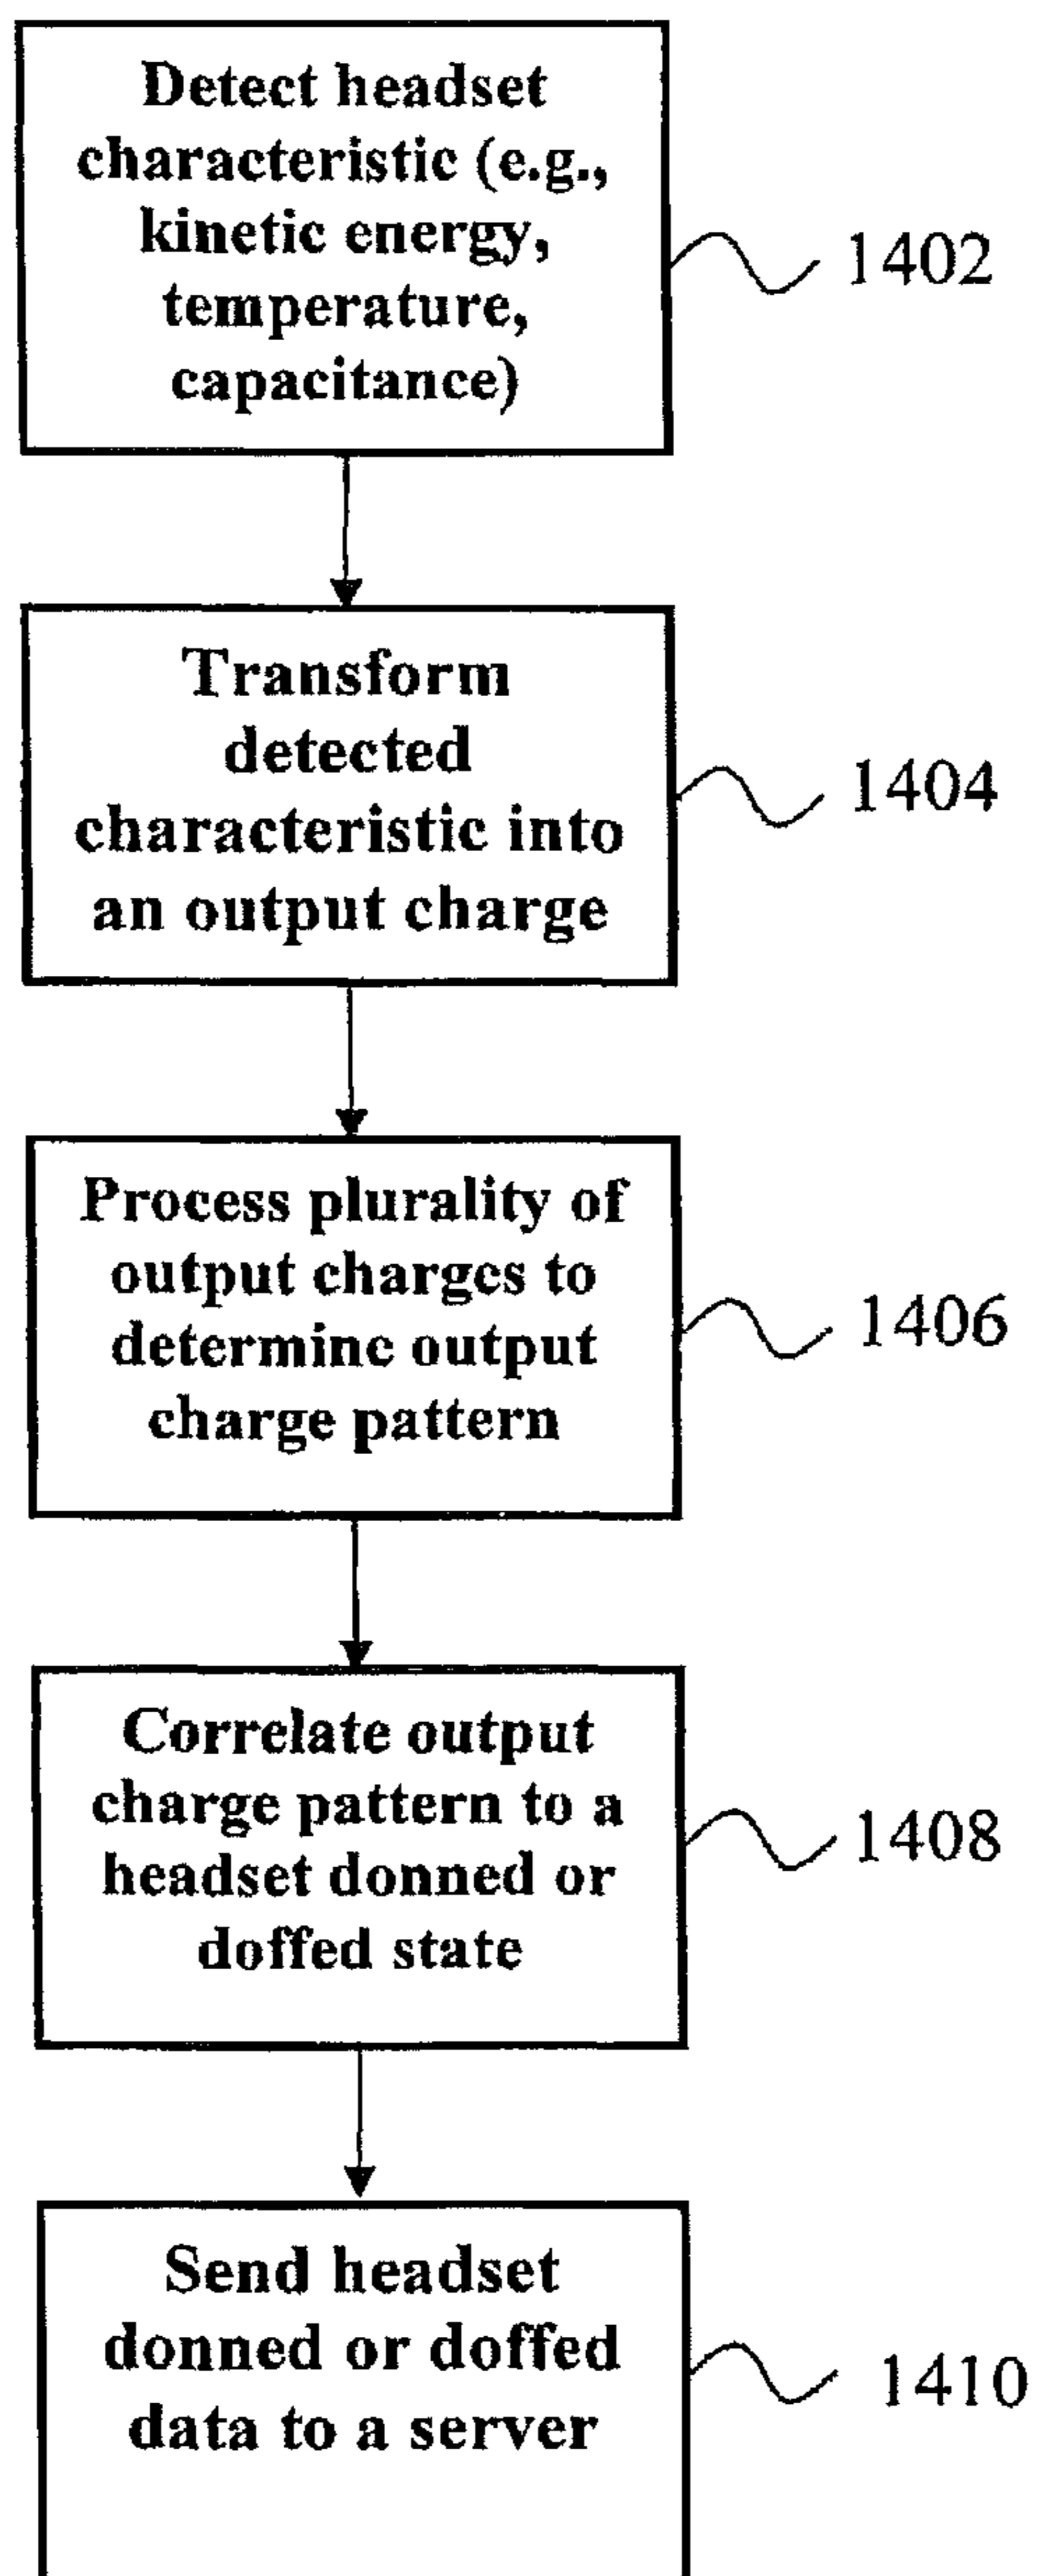 Detect headset
characteristic (e.g.,
kinetic energy,
temperature,
capacitance)
1402
Transform
detected
characteristic into
an output charge
1404
Process plurality of
output charges to
determine output
charge pattern
1406
Correlate output
charge pattern to a
headset donned or
doffed state
1408
Send headset
donned or doffed
data to a server
1410